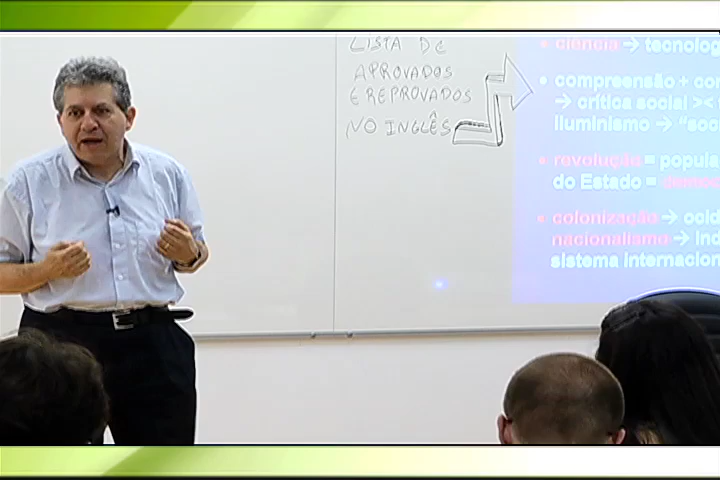 LISTA DE
APROVADOS
E REPROVADOS
NO INGLÊS
• ciência → tecnolog
• compreensão + con
→ crítica social ><
iluminismo → "soc
• revolução = popula
do Estado = democ
• colonização → ocid
nacionalismo → ind
sistema internacion